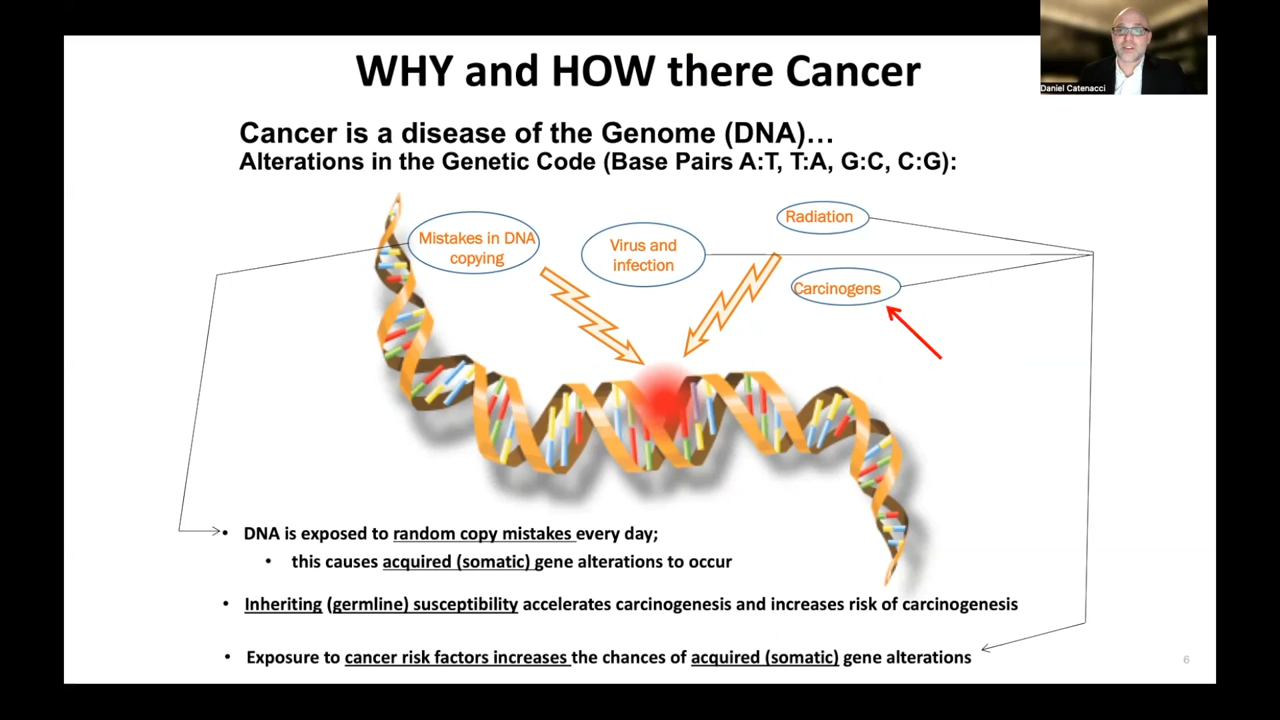 WHY and HOW there Cancer
Daniel Catenacci
Cancer is a disease of the Genome (DNA)…
Alterations in the Genetic Code (Base Pairs A:T, T:A, G:C, C:G):
Mistakes in DNA
copying
Virus and
infection
Radiation
Carcinogens
• DNA is exposed to random copy mistakes every day;
• this causes acquired (somatic) gene alterations to occur
• Inheriting (germline) susceptibility accelerates carcinogenesis and increases risk of carcinogenesis
• Exposure to cancer risk factors increases the chances of acquired (somatic) gene alterations
6